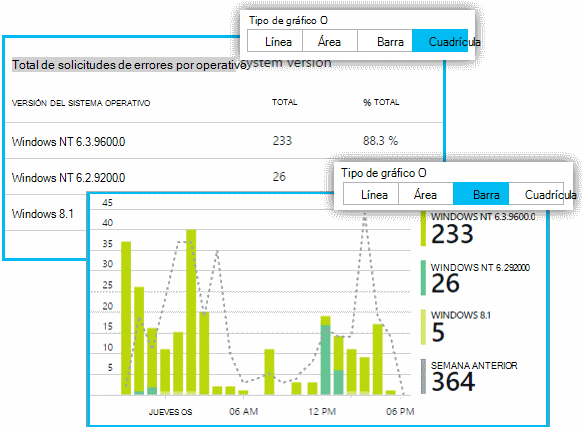 Tipo de gráfico O
Línea Área Barra Cuadrícula
Total de solicitudes de errores por operativa system version
VERSIÓN DEL SISTEMA OPERATIVO TOTAL % TOTAL
Windows NT 6.3.9600.0 233 88.3 %
Windows NT 6.2.9200.0 26
Windows 8.1
Tipo de gráfico O
Línea Área Barra Cuadrícula
45
40
35
30
25
20
15
10
5
JUEVES OS 06 AM 12 PM 06 PM
WINDOWS NT 6.3.9600.0
233
WINDOWS NT 6.292000
26
WINDOWS 8.1
5
SEMANA ANTERIOR
364